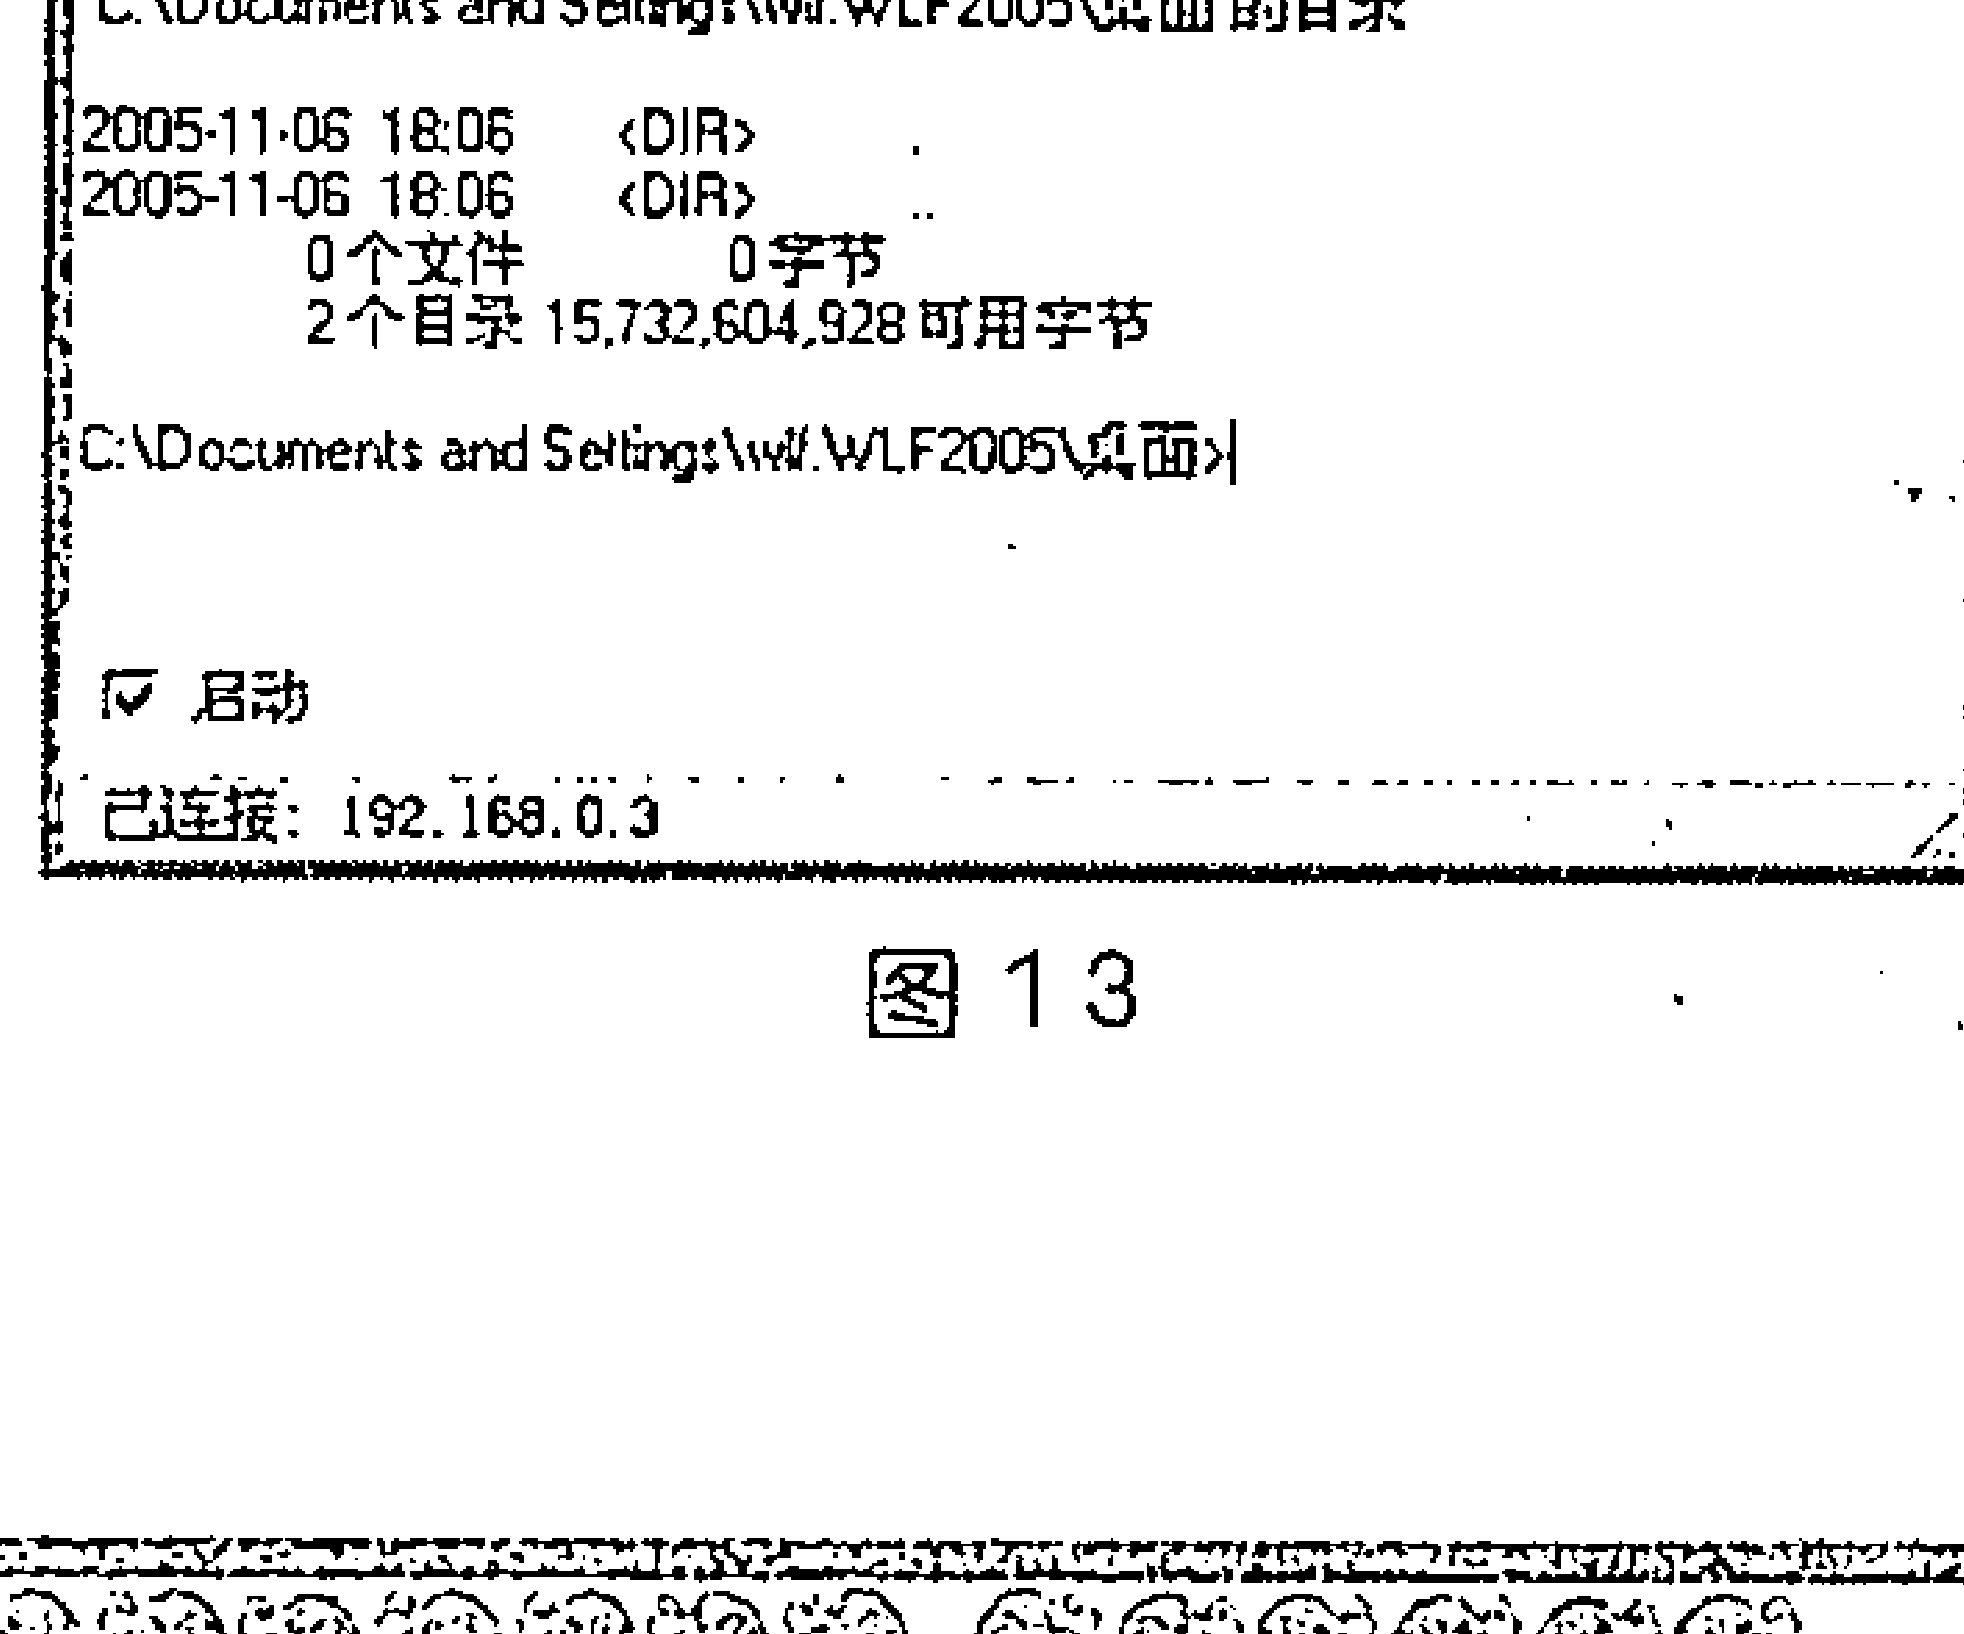 C:\Documents and Settings\wlf.WLF2005\桌面 的目录
2005-11-06 18:06 <DIR> .
2005-11-06 18:06 <DIR> ..
0 个文件 0 字节
2 个目录 15,732,604,928 可用字节
C:\Documents and Settings\wlf.WLF2005\桌面>
启动
已连接: 192.168.0.3
图 13